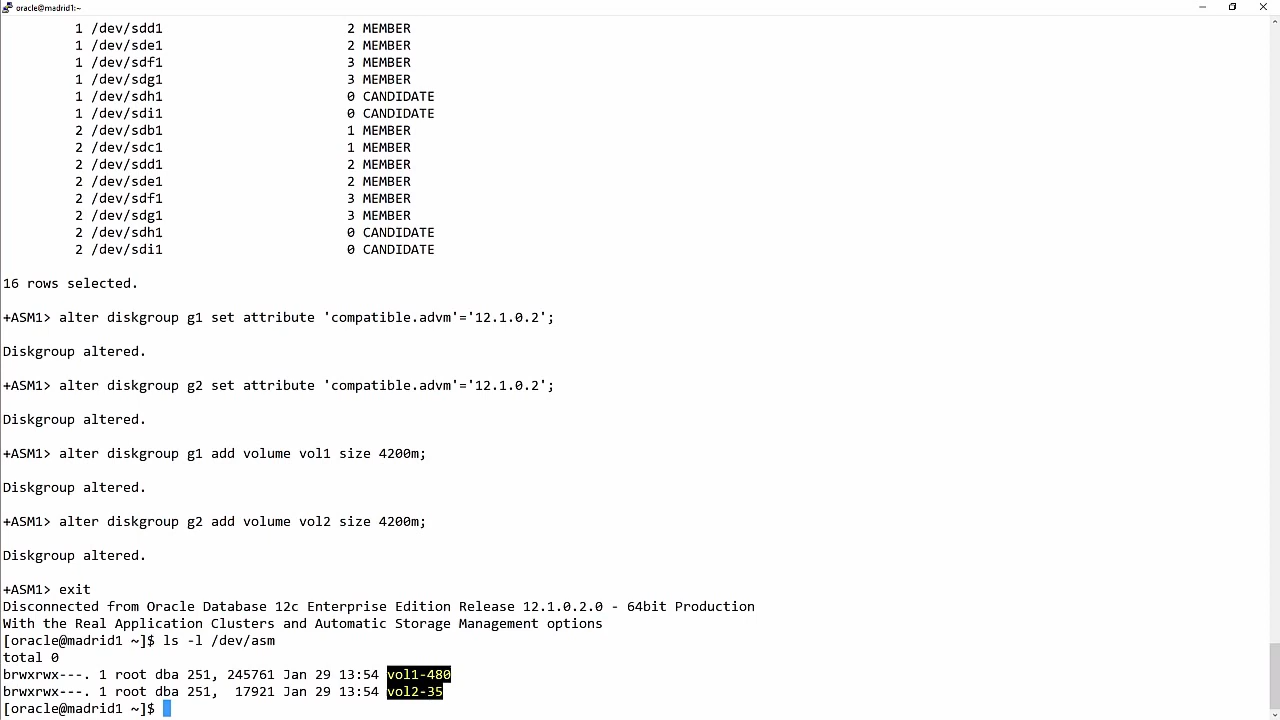 oracle@madrid1:~
1 /dev/sdd1 2 MEMBER
1 /dev/sde1 2 MEMBER
1 /dev/sdf1 3 MEMBER
1 /dev/sdg1 3 MEMBER
1 /dev/sdh1 0 CANDIDATE
1 /dev/sdi1 0 CANDIDATE
2 /dev/sdb1 1 MEMBER
2 /dev/sdc1 1 MEMBER
2 /dev/sdd1 2 MEMBER
2 /dev/sde1 2 MEMBER
2 /dev/sdf1 3 MEMBER
2 /dev/sdg1 3 MEMBER
2 /dev/sdh1 0 CANDIDATE
2 /dev/sdi1 0 CANDIDATE
16 rows selected.
+ASM1> alter diskgroup g1 set attribute 'compatible.advm'='12.1.0.2';
Diskgroup altered.
+ASM1> alter diskgroup g2 set attribute 'compatible.advm'='12.1.0.2';
Diskgroup altered.
+ASM1> alter diskgroup g1 add volume vol1 size 4200m;
Diskgroup altered.
+ASM1> alter diskgroup g2 add volume vol2 size 4200m;
Diskgroup altered.
+ASM1> exit
Disconnected from Oracle Database 12c Enterprise Edition Release 12.1.0.2.0 - 64bit Production
With the Real Application Clusters and Automatic Storage Management options
[oracle@madrid1 ~]$ ls -l /dev/asm
total 0
brwxrwx---. 1 root dba 251, 245761 Jan 29 13:54 vol1-480
brwxrwx---. 1 root dba 251,  17921 Jan 29 13:54 vol2-35
[oracle@madrid1 ~]$